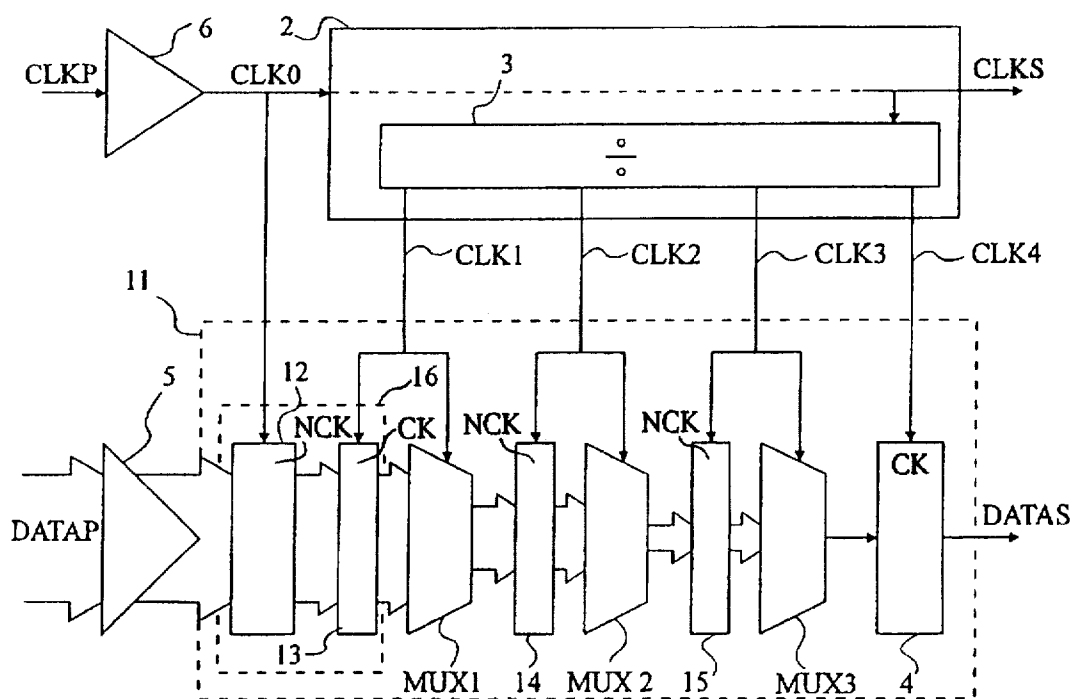 6
2
CLKP
CLK0
3
CLKS
÷
CLK1
CLK2
CLK3
CLK4
11
5
12
16
NCK
CK
NCK
NCK
CK
DATAP
DATAS
13
MUX1
14
MUX 2
15
MUX3
4